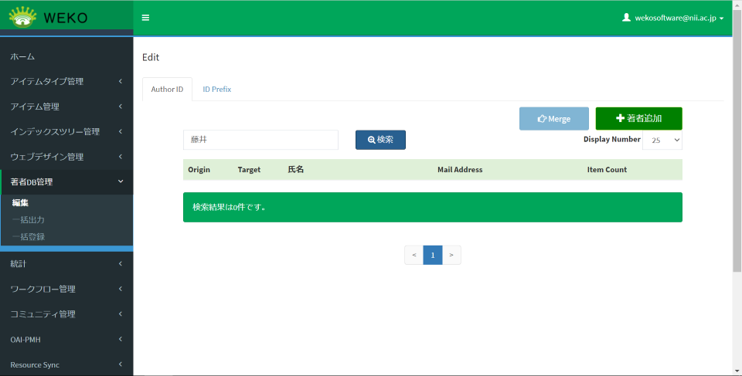 WEKO
wekosoftware@nii.ac.jp
ホーム
アイテムタイプ管理
アイテム管理
インデックスツリー管理
ウェブデザイン管理
著者DB管理
編集
一括出力
一括登録
統計
ワークフロー管理
コミュニティ管理
OAI-PMH
Resource Sync
Edit
Author ID
ID Prefix
Merge
著者追加
藤井
検索
Display Number 25
Origin Target 氏名 Mail Address Item Count
検索結果は0件です。
< 1 >